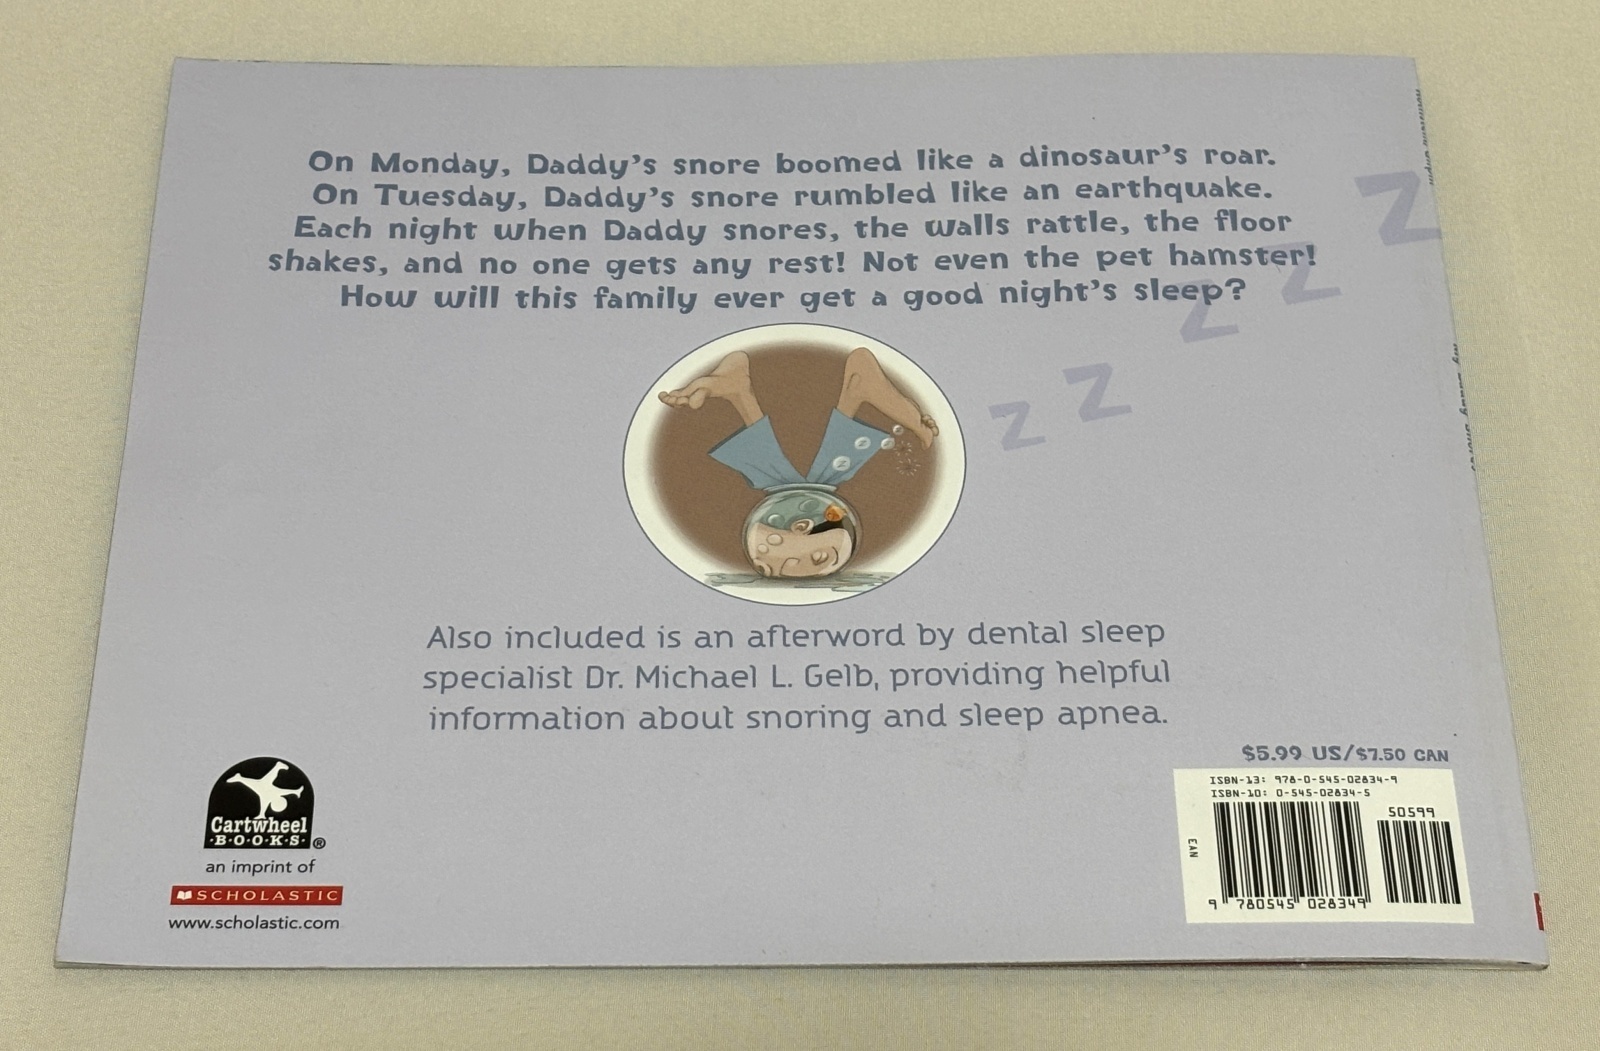 On Monday, Daddy's snore boomed like a dinosaur's roar.
On Tuesday, Daddy's snore rumbled like an earthquake.
Each night when Daddy snores, the walls rattle, the floor
shakes, and no one gets any rest! Not even the pet hamster!
How will this family ever get a good night's sleep?
z z z z z
Also included is an afterword by dental sleep
specialist Dr. Michael L. Gelb, providing helpful
information about snoring and sleep apnea.
Cartwheel
·B·O·O·K·S·®
an imprint of
SCHOLASTIC
www.scholastic.com
$5.99 US/$7.50 CAN
ISBN-13: 978-0-545-02834-9
ISBN-10: 0-545-02834-5
50599
EAN
9 780545 028349